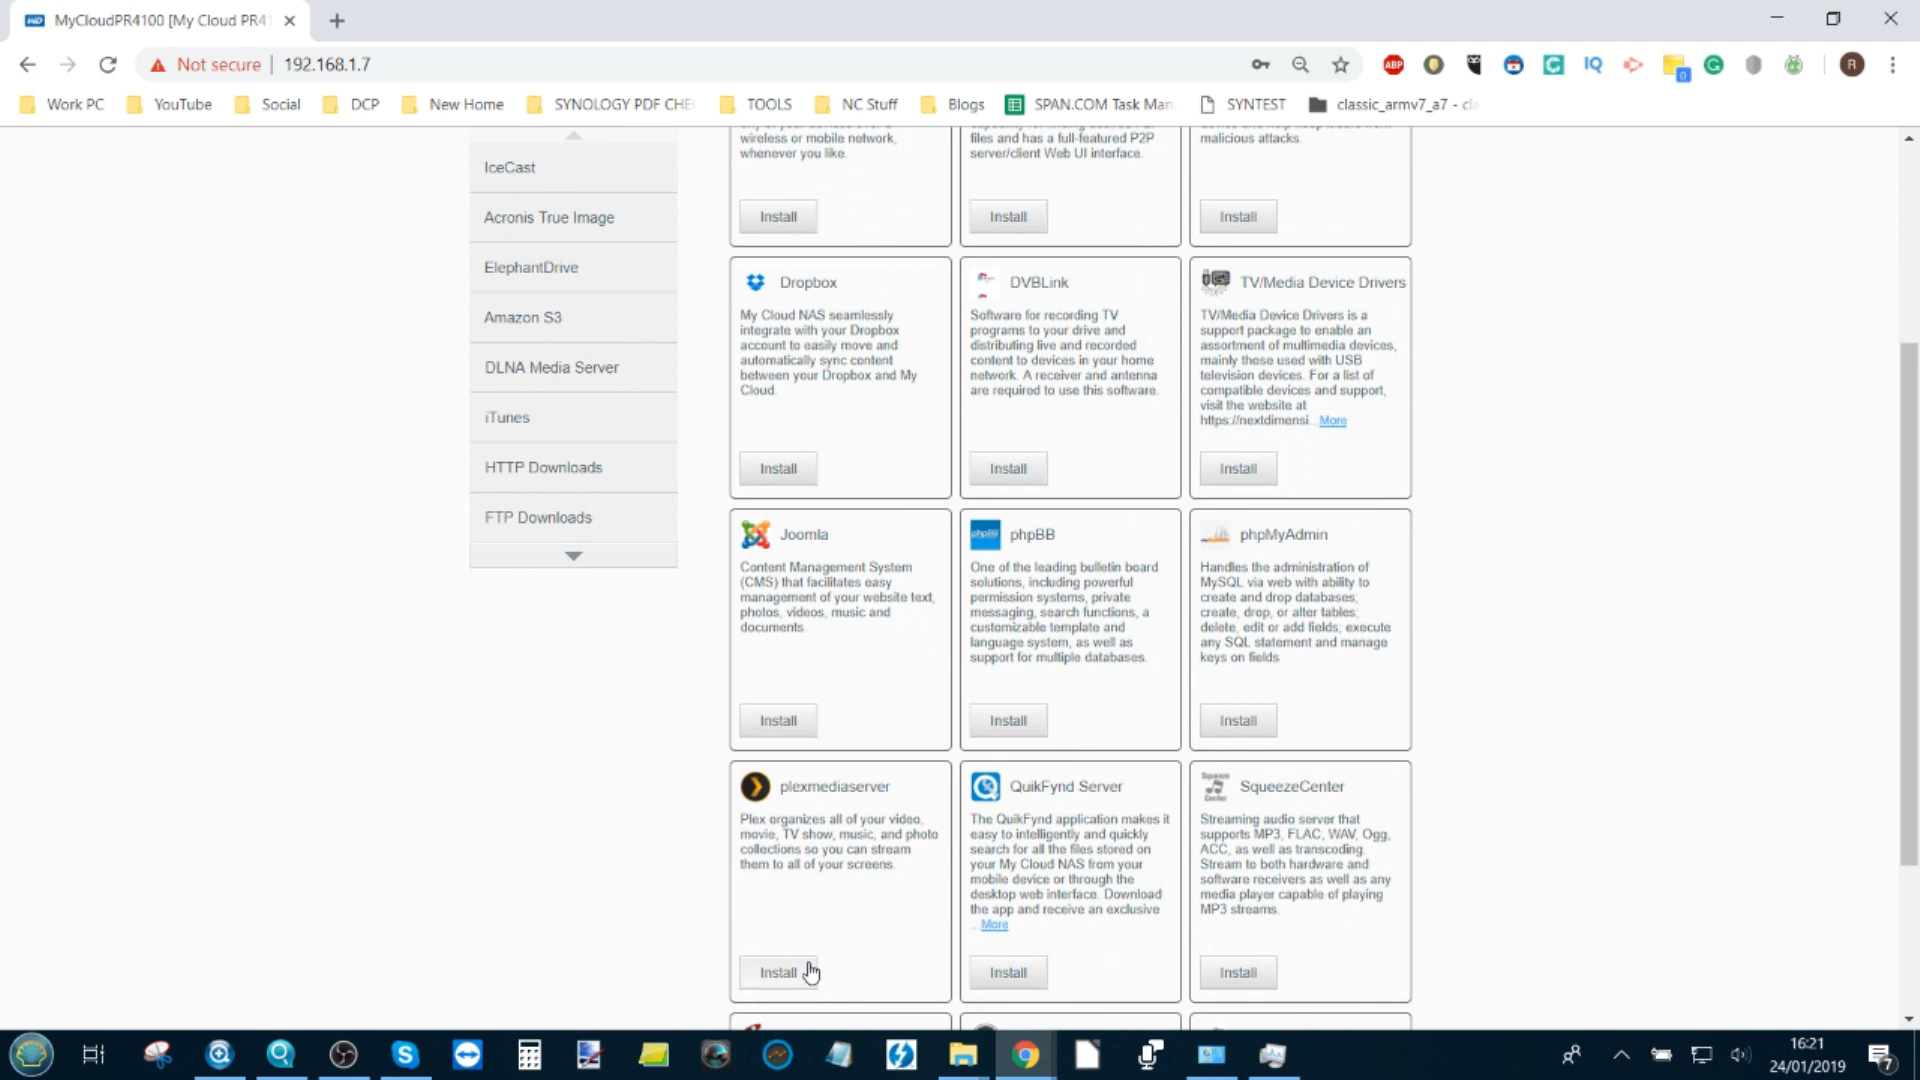 MyCloudPR4100 [My Cloud PR41
Not secure
192.168.1.7
ABP
IQ
0
R
Work PC
YouTube
Social
DCP
New Home
SYNOLOGY PDF CHE
TOOLS
NC Stuff
Blogs
SPAN.COM Task Man
SYNTEST
classic_armv7_a7 - cla
IceCast
Acronis True Image
ElephantDrive
Amazon S3
DLNA Media Server
iTunes
HTTP Downloads
FTP Downloads
wireless or mobile network,
whenever you like.
Install
files and has a full-featured P2P
server/client Web UI interface.
Install
malicious attacks.
Install
Dropbox
My Cloud NAS seamlessly
integrate with your Dropbox
account to easily move and
automatically sync content
between your Dropbox and My
Cloud.
Install
DVBLink
Software for recording TV
programs to your drive and
distributing live and recorded
content to devices in your home
network. A receiver and antenna
are required to use this software.
Install
TV/Media Device Drivers
TV/Media Device Drivers is a
support package to enable an
assortment of multimedia devices,
mainly those used with USB
television devices. For a list of
compatible devices and support,
visit the website at
https://nextdimensi...More
Install
Joomla
Content Management System
(CMS) that facilitates easy
management of your website text,
photos, videos, music and
documents.
Install
phpBB
phpBB
One of the leading bulletin board
solutions, including powerful
permission systems, private
messaging, search functions, a
customizable template and
language system, as well as
support for multiple databases.
Install
phpMyAdmin
Handles the administration of
MySQL via web with ability to
create and drop databases;
create, drop, or alter tables;
delete, edit or add fields; execute
any SQL statement and manage
keys on fields
Install
plexmediaserver
Plex organizes all of your video,
movie, TV show, music, and photo
collections so you can stream
them to all of your screens.
Install
QuikFynd Server
The QuikFynd application makes it
easy to intelligently and quickly
search for all the files stored on
your My Cloud NAS from your
mobile device or through the
desktop web interface. Download
the app and receive an exclusive
...More
Install
Squeeze
Center
SqueezeCenter
Streaming audio server that
supports MP3, FLAC, WAV, Ogg,
ACC, as well as transcoding.
Stream to both hardware and
software receivers as well as any
media player capable of playing
MP3 streams.
Install
16:21
24/01/2019
7